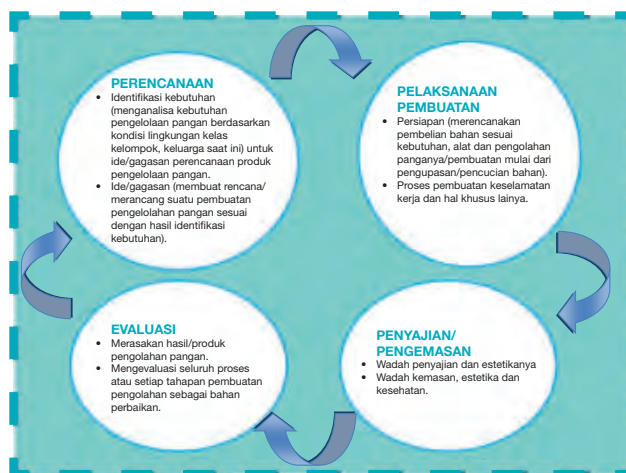 PERENCANAAN
• Identifikasi kebutuhan
(menganalisa kebutuhan
pengelolaan pangan berdasarkan
kondisi lingkungan kelas
kelompok, keluarga saat ini) untuk
ide/gagasan perencanaan produk
pengelolaan pangan.
• Ide/gagasan (membuat rencana/
merancang suatu pembuatan
pengelolahan pangan sesuai
dengan hasil identifikasi
kebutuhan).
PELAKSANAAN
PEMBUATAN
• Persiapan (merencanakan
pembelian bahan sesuai
kebutuhan, alat dan pengolahan
panganya/pembuatan mulai dari
pengupasan/pencucian bahan).
• Proses pembuatan keselamatan
kerja dan hal khusus lainya.
PENYAJIAN/
PENGEMASAN
• Wadah penyajian dan estetikanya
• Wadah kemasan, estetika dan
kesehatan.
EVALUASI
• Merasakan hasil/produk
pengolahan pangan.
• Mengevaluasi seluruh proses
atau setiap tahapan pembuatan
pengolahan sebagai bahan
perbaikan.